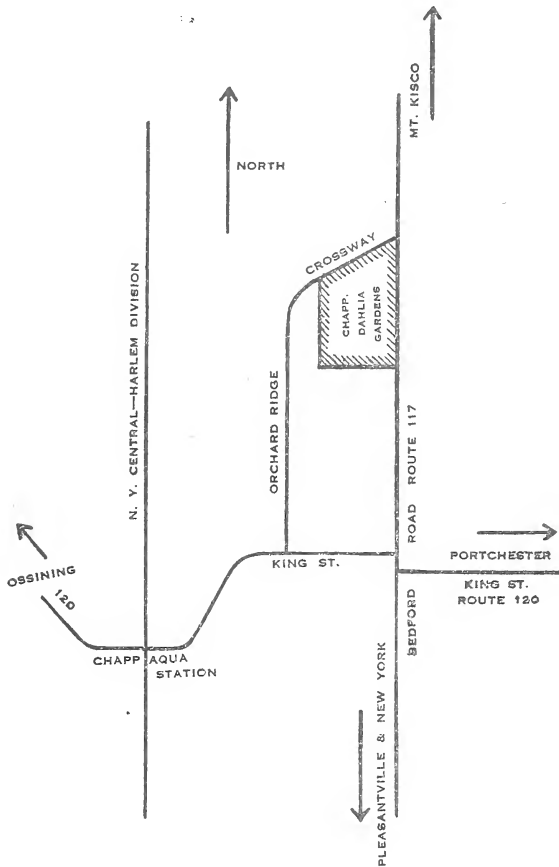 MT. KISCO
NORTH
CROSSWAY
CHAPP.
DAHLIA
GARDENS
N. Y. CENTRAL—HARLEM DIVISION
ORCHARD RIDGE
BEDFORD ROAD ROUTE 117
OSSINING
120
KING ST.
PORTCHESTER
KING ST.
ROUTE 120
CHAPPAQUA
STATION
PLEASANTVILLE & NEW YORK